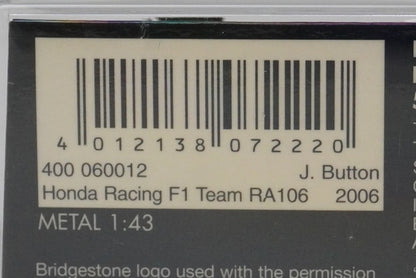 4 012138 072220
400 060012 J. Button
Honda Racing F1 Team RA106 2006
METAL 1:43
Bridgestone logo used with the permission